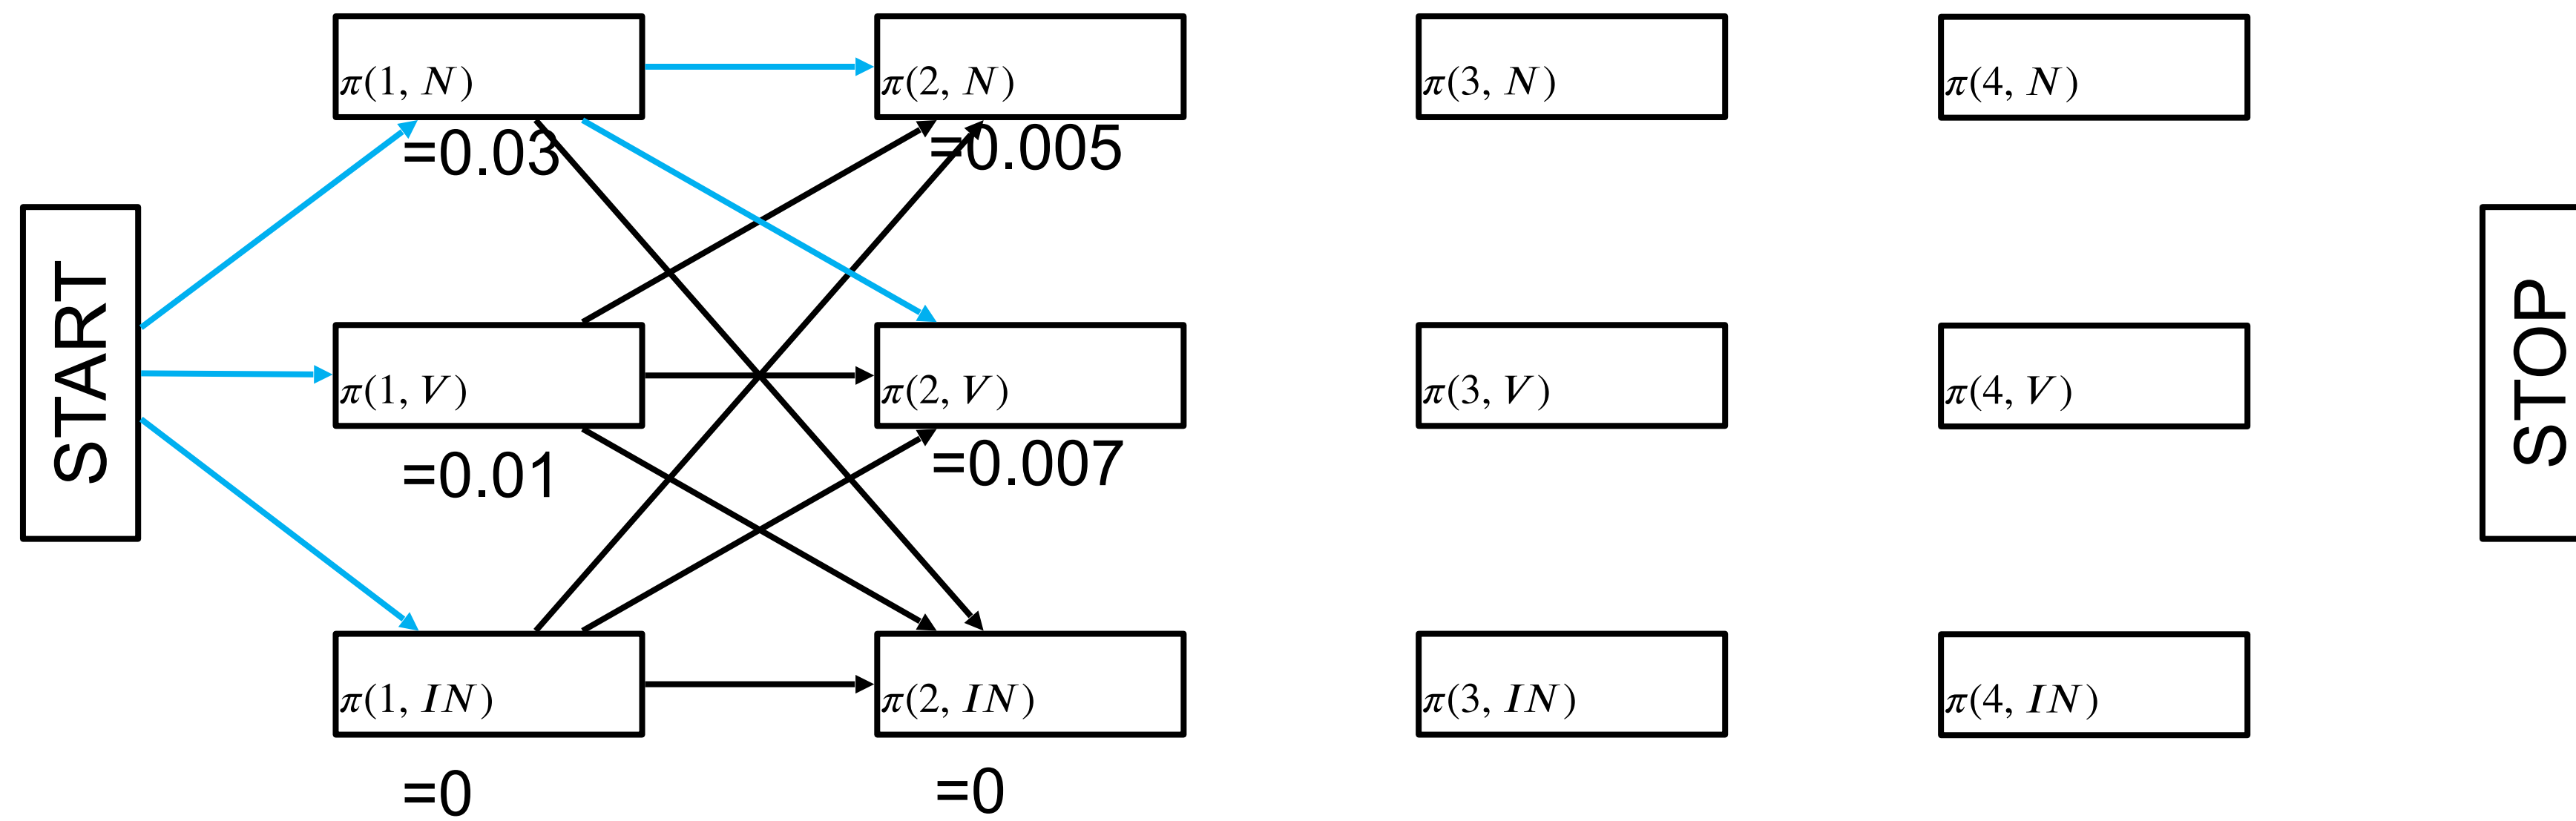 START
π(1, N)
=0.03
π(2, N)
=0.005
π(3, N)
π(4, N)
π(1, V)
=0.01
π(2, V)
=0.007
π(3, V)
π(4, V)
π(1, IN)
=0
π(2, IN)
=0
π(3, IN)
π(4, IN)
STOP